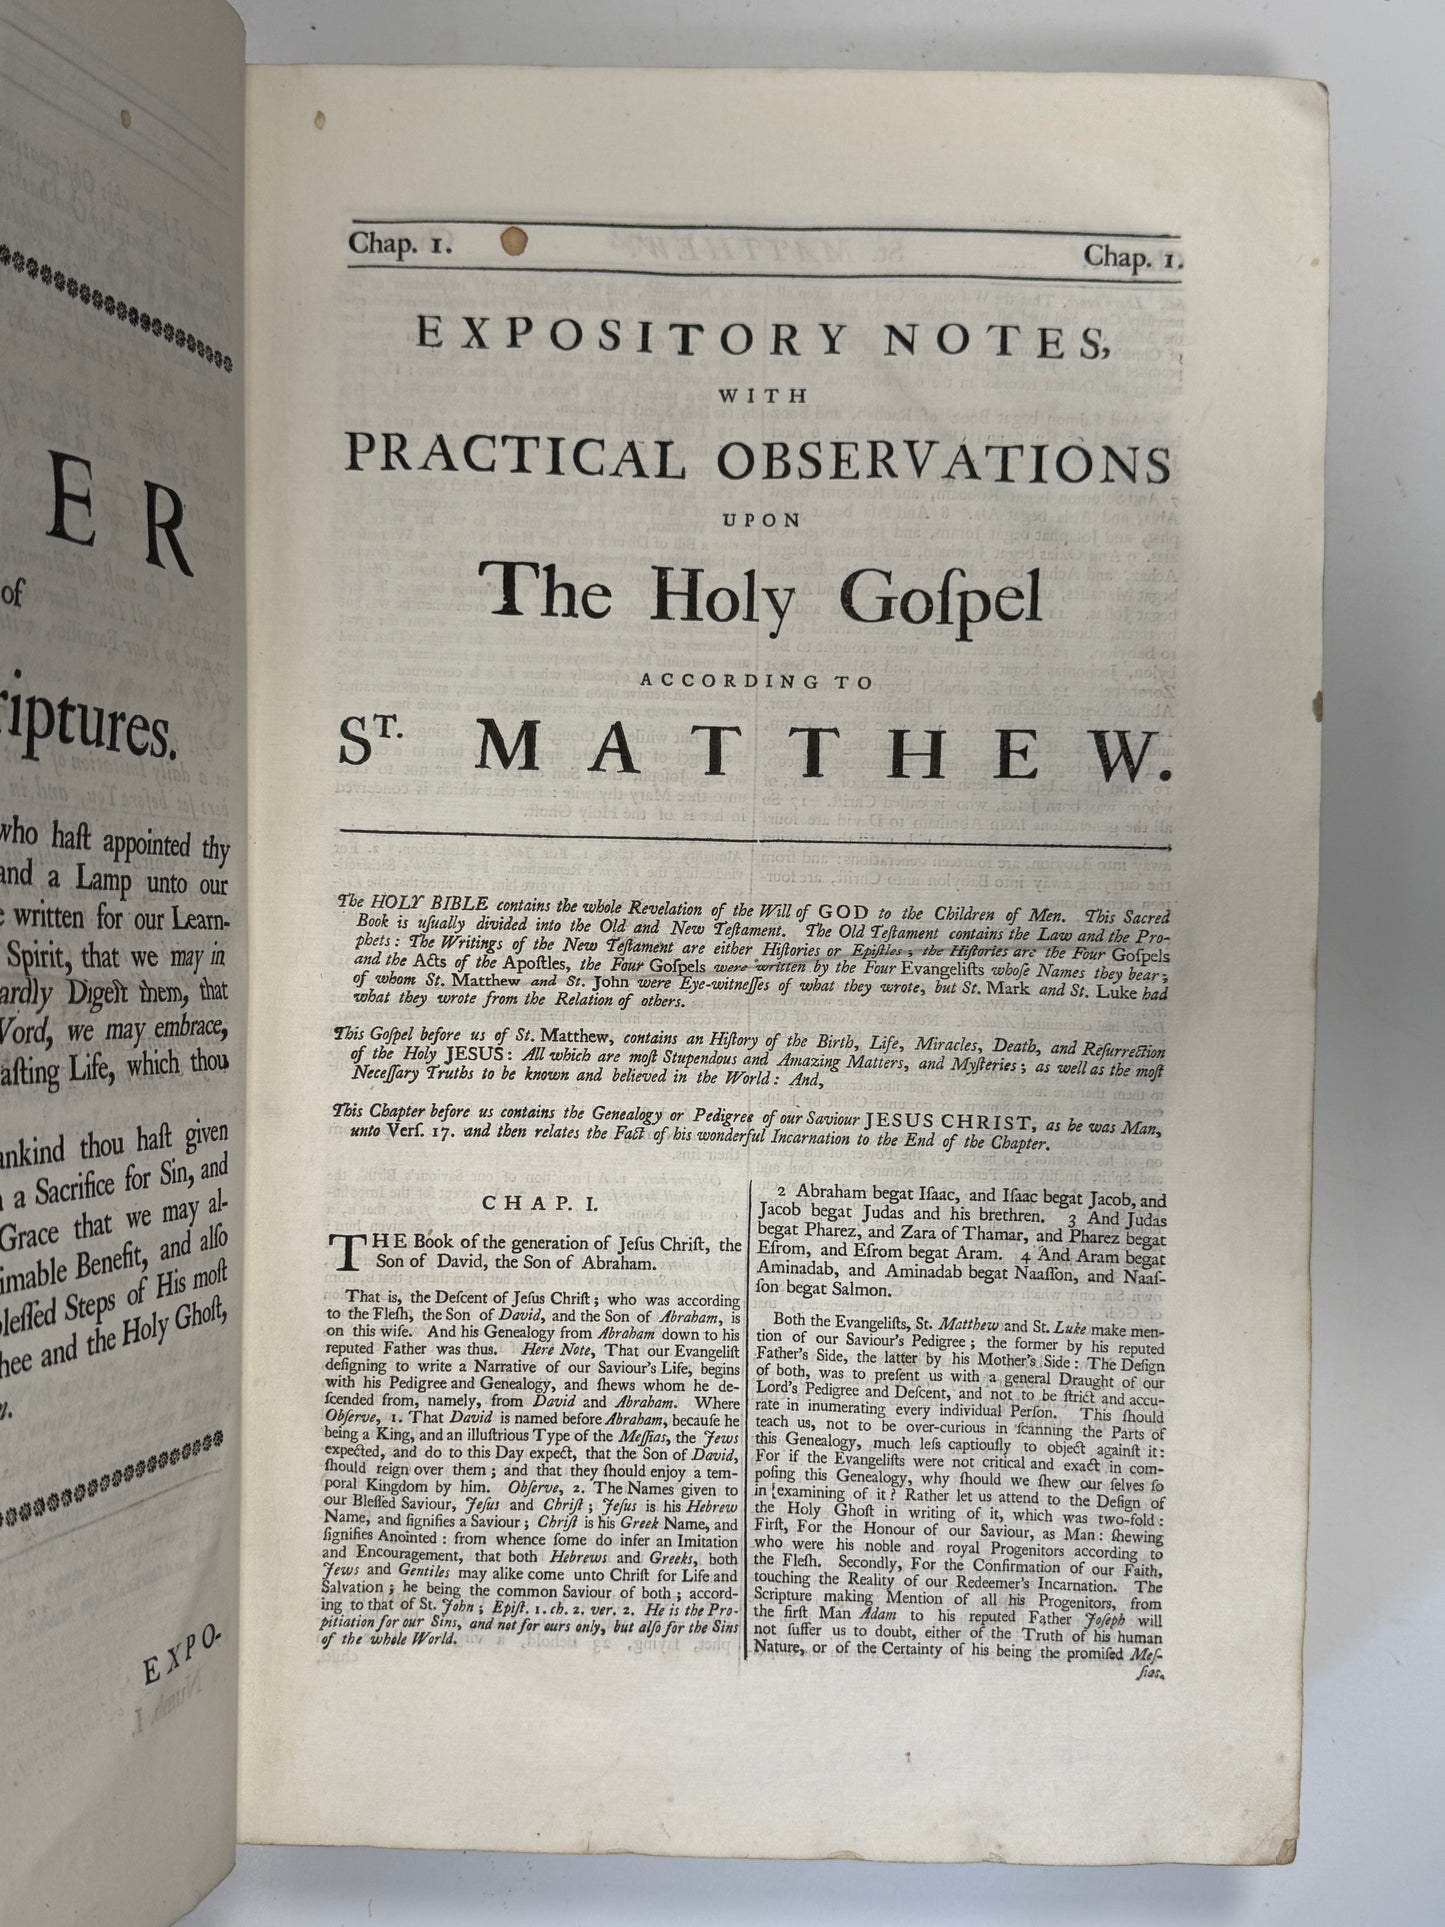 E R
of
riptures.
who haſt appointed thy
and a Lamp unto our
written for our Learn-
Spirit, that we may in
ardly Digeſt them, that
Word, we may embrace,
aſting Life, which thou
ankind thou haſt given
a Sacrifice for Sin, and
Grace that we may al-
imable Benefit, and alſo
leſſed Steps of His moſt
hee and the Holy Ghoſt,
EXPO-
Chap. 1. Chap. 1.
EXPOSITORY NOTES,
WITH
PRACTICAL OBSERVATIONS
UPON
The Holy Goſpel
ACCORDING TO
ST. MATTHEW.
The HOLY BIBLE contains the whole Revelation of the Will of GOD to the Children of Men. This Sacred
Book is uſually divided into the Old and New Teſtament. The Old Teſtament contains the Law and the Pro-
phets: The Writings of the New Teſtament are either Hiſtories or Epiſtles; the Hiſtories are the Four Goſpels
and the Acts of the Apoſtles, the Four Goſpels were written by the Four Evangeliſts whoſe Names they bear;
of whom St. Matthew and St. John were Eye-witneſſes of what they wrote, but St. Mark and St. Luke had
what they wrote from the Relation of others.
This Goſpel before us of St. Matthew, contains an Hiſtory of the Birth, Life, Miracles, Death, and Reſurrection
of the Holy JESUS: All which are moſt Stupendous and Amazing Matters, and Myſteries; as well as the moſt
Neceſſary Truths to be known and believed in the World: And,
This Chapter before us contains the Genealogy or Pedigree of our Saviour JESUS CHRIST, as he was Man,
unto Verſ. 17. and then relates the Fact of his wonderful Incarnation to the End of the Chapter.
CHAP. I.
THE Book of the generation of Jeſus Chriſt, the
Son of David, the Son of Abraham.
That is, the Deſcent of Jeſus Chriſt; who was according
to the Fleſh, the Son of David, and the Son of Abraham, is
on this wiſe. And his Genealogy from Abraham down to his
reputed Father was thus. Here Note, That our Evangeliſt
deſigning to write a Narrative of our Saviour's Life, begins
with his Pedigree and Genealogy, and ſhews whom he de-
ſcended from, namely, from David and Abraham. Where
Obſerve, 1. That David is named before Abraham, becauſe he
being a King, and an illuſtrious Type of the Meſſias, the Jews
expected, and do to this Day expect, that the Son of David,
ſhould reign over them; and that they ſhould enjoy a tem-
poral Kingdom by him. Obſerve, 2. The Names given to
our Bleſſed Saviour, Jeſus and Chriſt; Jeſus is his Hebrew
Name, and ſignifies a Saviour; Chriſt is his Greek Name, and
ſignifies Anointed: from whence ſome do infer an Imitation
and Encouragement, that both Hebrews and Greeks, both
Jews and Gentiles may alike come unto Chriſt for Life and
Salvation; he being the common Saviour of both; accord-
ing to that of St. John; Epiſt. 1. ch. 2. ver. 2. He is the Pro-
pitiation for our Sins, and not for ours only, but alſo for the Sins
of the whole World.
2 Abraham begat Iſaac, and Iſaac begat Jacob, and
Jacob begat Judas and his brethren. 3 And Judas
begat Pharez, and Zara of Thamar, and Pharez begat
Eſrom, and Eſrom begat Aram. 4 And Aram begat
Aminadab, and Aminadab begat Naaſſon, and Naaſ-
ſon begat Salmon.
Both the Evangeliſts, St. Matthew and St. Luke make men-
tion of our Saviour's Pedigree; the former by his reputed
Father's Side, the latter by his Mother's Side: The Deſign
of both, was to preſent us with a general Draught of our
Lord's Pedigree and Deſcent, and not to be ſtrict and accu-
rate in inumerating every individual Perſon. This ſhould
teach us, not to be over-curious in ſcanning the Parts of
this Genealogy, much leſs captiouſly to object againſt it:
For if the Evangeliſts were not critical and exact in com-
poſing this Genealogy, why ſhould we ſhew our ſelves ſo
in examining of it? Rather let us attend to the Deſign of
the Holy Ghoſt in writing of it, which was two-fold:
Firſt, For the Honour of our Saviour, as Man: ſhewing
who were his noble and royal Progenitors according to
the Fleſh. Secondly, For the Confirmation of our Faith,
touching the Reality of our Redeemer's Incarnation. The
Scripture making Mention of all his Progenitors, from
the firſt Man Adam to his reputed Father Joſeph will
not ſuffer us to doubt, either of the Truth of his human
Nature, or of the Certainty of his being the promiſed Meſ-
ſias.